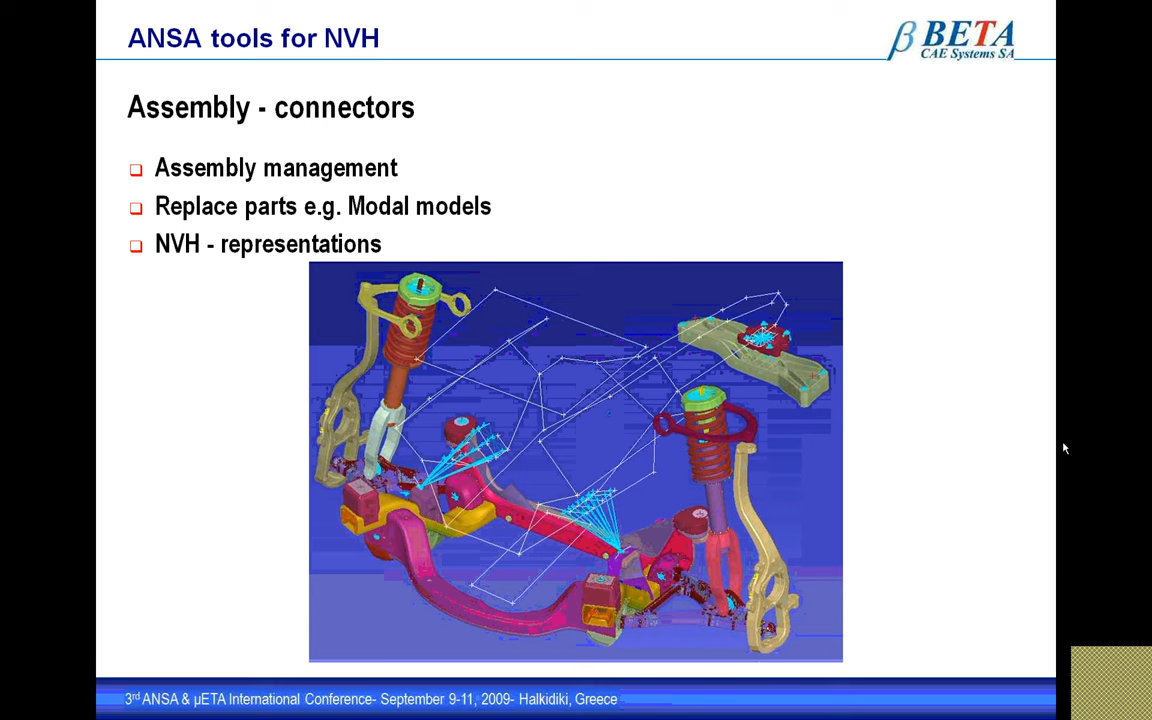 ANSA tools for NVH
β BETA
CAE Systems SA
Assembly - connectors
Assembly management
Replace parts e.g. Modal models
NVH - representations
3rd ANSA & μETA International Conference- September 9-11, 2009- Halkidiki, Greece